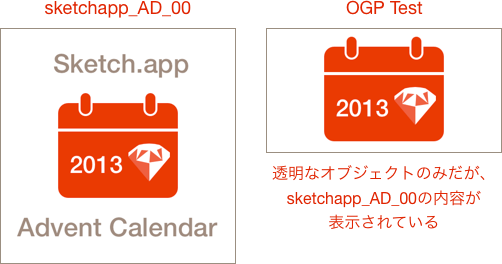 sketchapp_AD_00
Sketch.app
2013
Advent Calendar
OGP Test
2013
透明なオブジェクトのみだが、
sketchapp_AD_00の内容が
表示されている